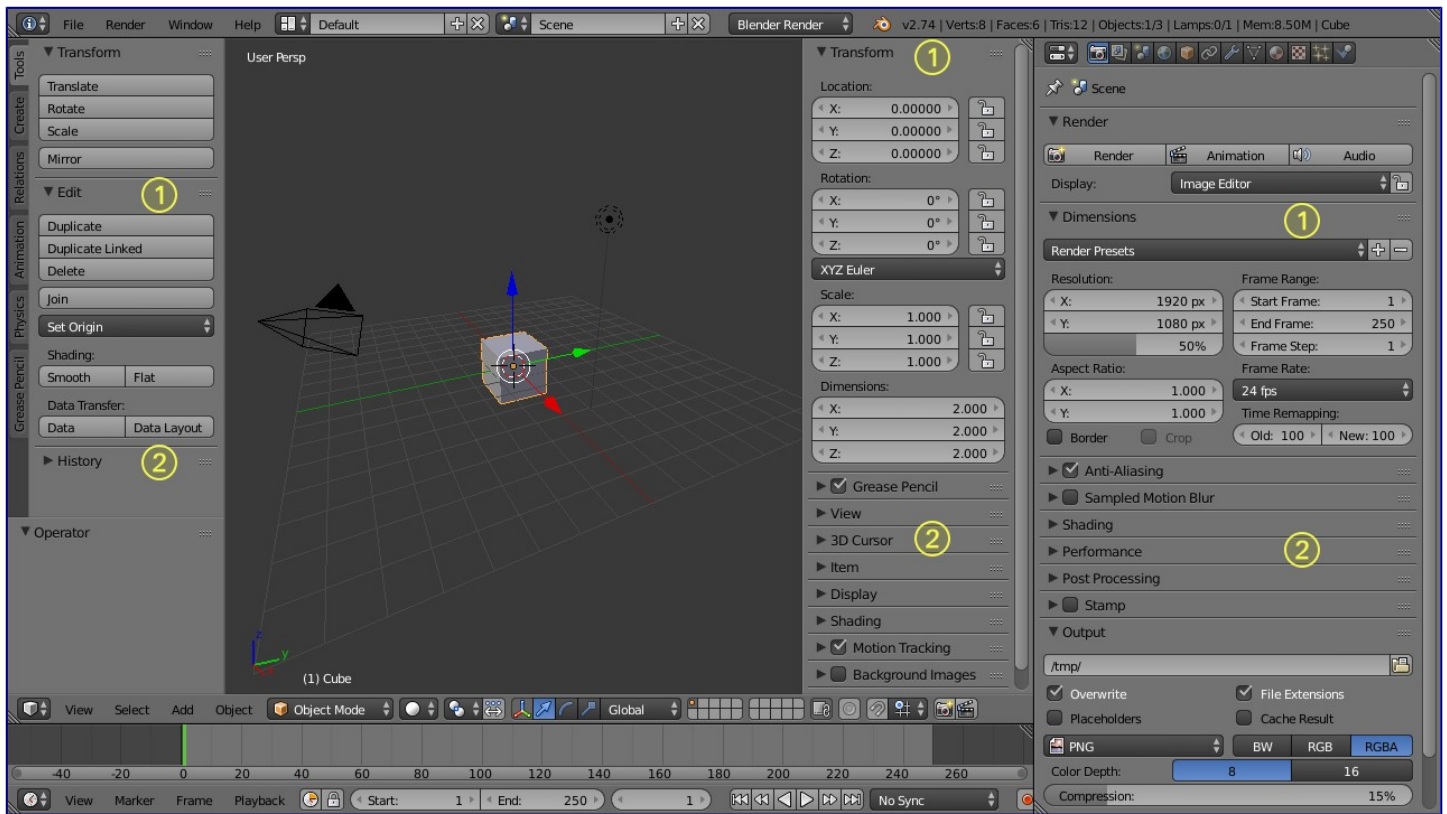 File Render Window Help Default Scene Blender Render v2.74 | Verts:8 | Faces:6 | Tris:12 | Objects:1/3 | Lamps:0/1 | Mem:8.50M | Cube
Tools
Create
Relations
Animation
Physics
Grease Pencil
Transform
Translate
Rotate
Scale
Mirror
Edit 1
Duplicate
Duplicate Linked
Delete
Join
Set Origin
Shading:
Smooth Flat
Data Transfer:
Data Data Layout
History 2
Operator
User Persp
z
y
(1) Cube
Transform 1
Location:
X: 0.00000
Y: 0.00000
Z: 0.00000
Rotation:
X: 0°
Y: 0°
Z: 0°
XYZ Euler
Scale:
X: 1.000
Y: 1.000
Z: 1.000
Dimensions:
X: 2.000
Y: 2.000
Z: 2.000
Grease Pencil
View
3D Cursor 2
Item
Display
Shading
Motion Tracking
Background Images
View Select Add Object Object Mode Global
-40 -20 0 20 40 60 80 100 120 140 160 180 200 220 240 260
View Marker Frame Playback Start: 1 End: 250 1 No Sync
Scene
Render
Render Animation Audio
Display: Image Editor
Dimensions 1
Render Presets
Resolution: Frame Range:
X: 1920 px Start Frame: 1
Y: 1080 px End Frame: 250
50% Frame Step: 1
Aspect Ratio: Frame Rate:
X: 1.000 24 fps
Y: 1.000 Time Remapping:
Border Crop Old: 100 New: 100
Anti-Aliasing
Sampled Motion Blur
Shading
Performance 2
Post Processing
Stamp
Output
/tmp/
Overwrite File Extensions
Placeholders Cache Result
PNG BW RGB RGBA
Color Depth: 8 16
Compression: 15%